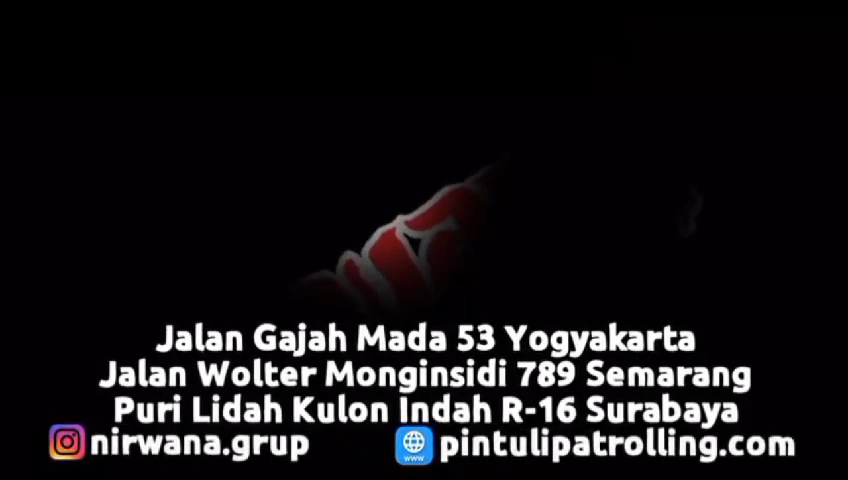 Jalan Gajah Mada 53 Yogyakarta
Jalan Wolter Monginsidi 789 Semarang
Puri Lidah Kulon Indah R-16 Surabaya
nirwana.grup
www
pintulipatrolling.com